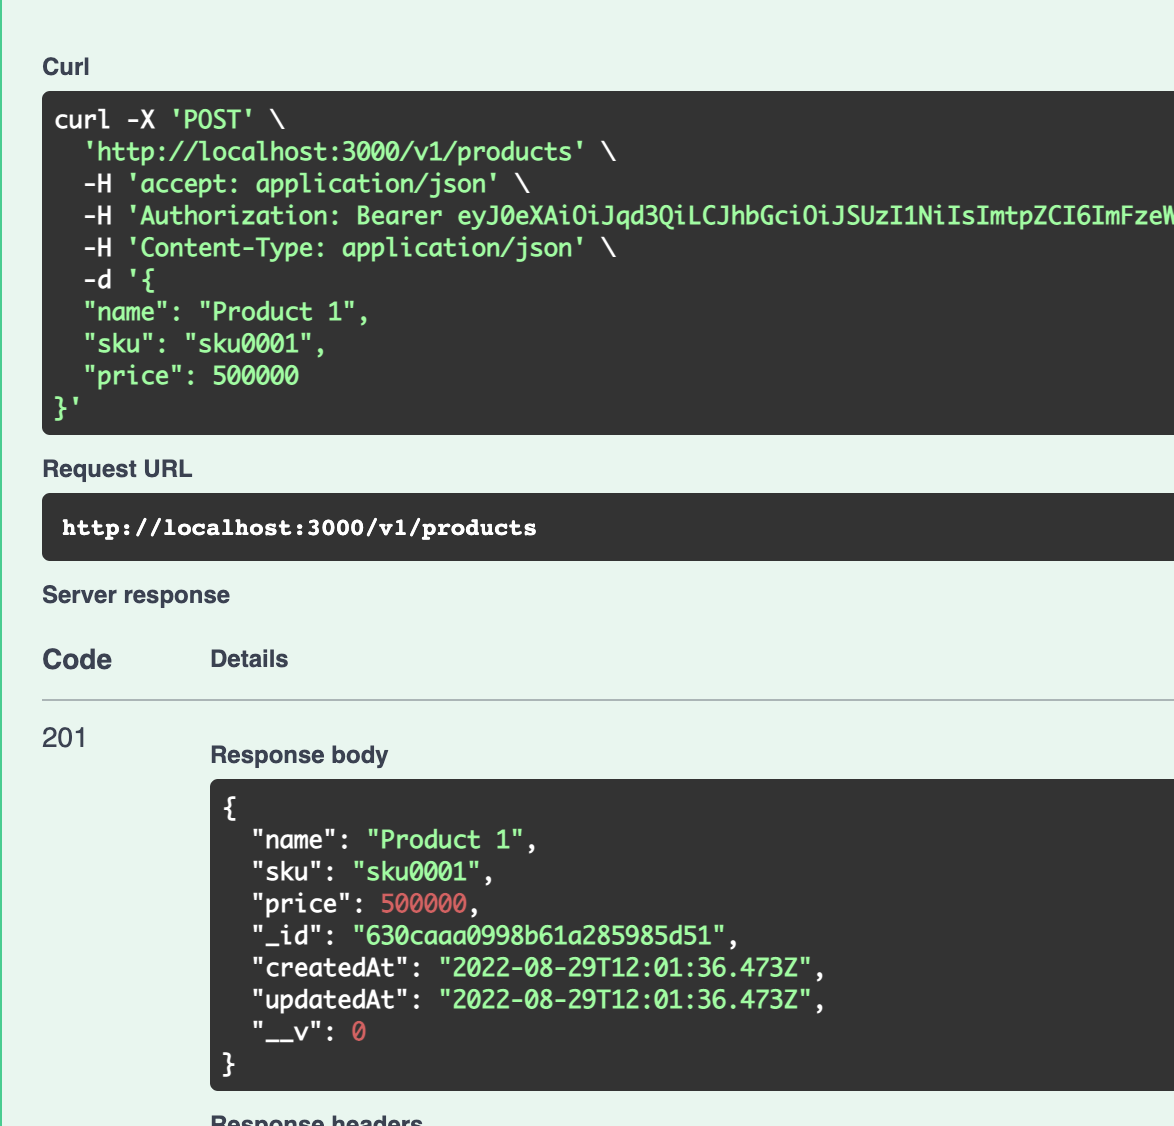 Curl
curl -X 'POST' \
'http://localhost:3000/v1/products' \
-H 'accept: application/json' \
-H 'Authorization: Bearer eyJ0eXAiOiJqd3QiLCJhbGciOiJSUzI1NiIsImtpZCI6ImFzeW
-H 'Content-Type: application/json' \
-d '{
"name": "Product 1",
"sku": "sku0001",
"price": 500000
}'
Request URL
http://localhost:3000/v1/products
Server response
Code Details
201
Response body
{
"name": "Product 1",
"sku": "sku0001",
"price": 500000,
"_id": "630caaa0998b61a285985d51",
"createdAt": "2022-08-29T12:01:36.473Z",
"updatedAt": "2022-08-29T12:01:36.473Z",
"__v": 0
}
Response headers